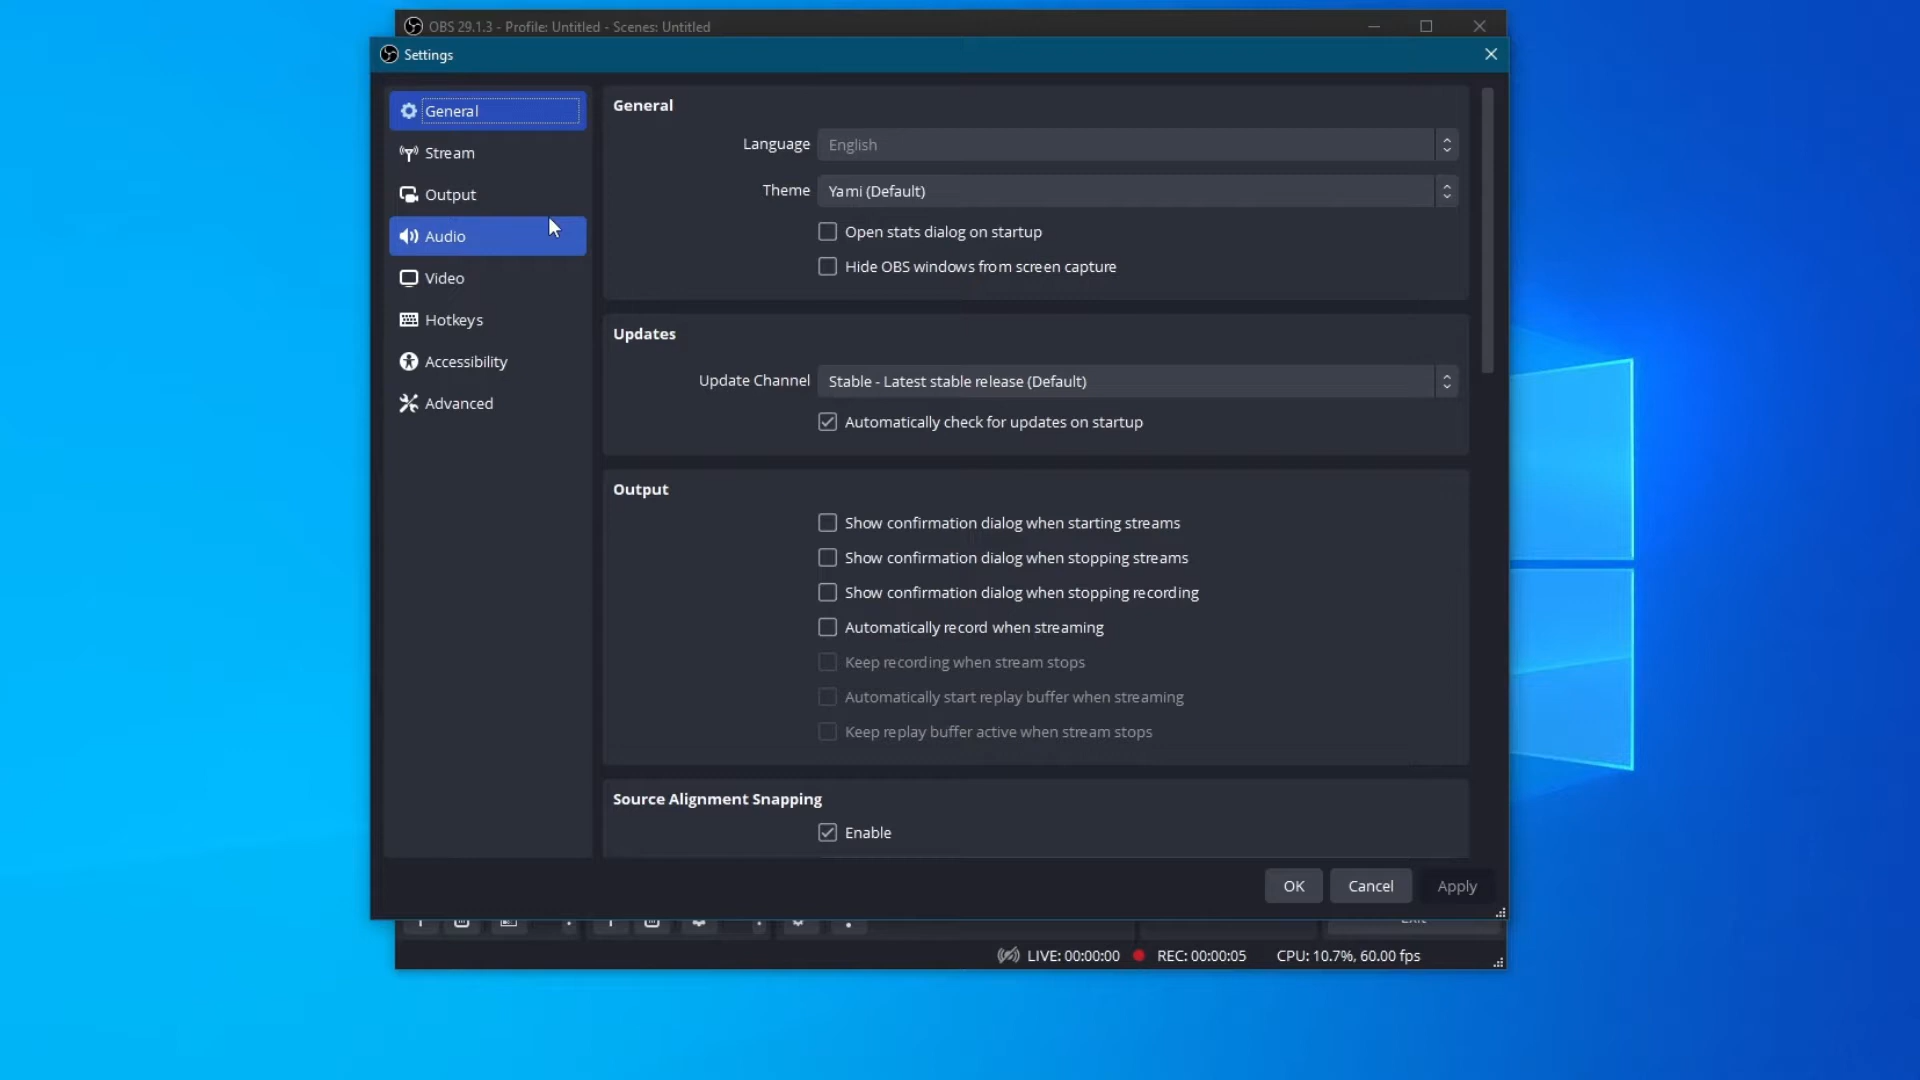 OBS 29.1.3 - Profile: Untitled - Scenes: Untitled
Settings
General
Stream
Output
Audio
Video
Hotkeys
Accessibility
Advanced
General
Language English
Theme Yami (Default)
Open stats dialog on startup
Hide OBS windows from screen capture
Updates
Update Channel Stable - Latest stable release (Default)
Automatically check for updates on startup
Output
Show confirmation dialog when starting streams
Show confirmation dialog when stopping streams
Show confirmation dialog when stopping recording
Automatically record when streaming
Keep recording when stream stops
Automatically start replay buffer when streaming
Keep replay buffer active when stream stops
Source Alignment Snapping
Enable
OK Cancel Apply
LIVE: 00:00:00 REC: 00:00:05 CPU: 10.7%, 60.00 fps